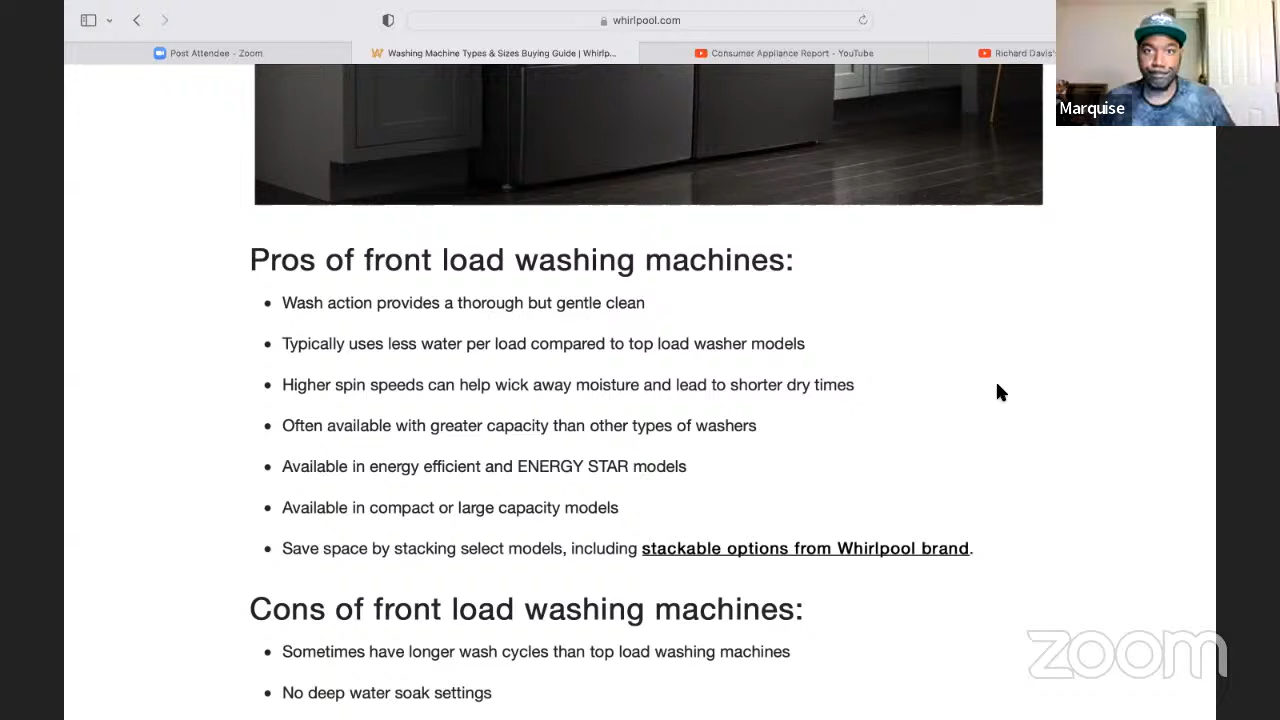 whirlpool.com
Post Attendee - Zoom
Washing Machine Types & Sizes Buying Guide | Whirlp...
Consumer Appliance Report - YouTube
Richard Davis's
Marquise
Pros of front load washing machines:
• Wash action provides a thorough but gentle clean
• Typically uses less water per load compared to top load washer models
• Higher spin speeds can help wick away moisture and lead to shorter dry times
• Often available with greater capacity than other types of washers
• Available in energy efficient and ENERGY STAR models
• Available in compact or large capacity models
• Save space by stacking select models, including stackable options from Whirlpool brand.
Cons of front load washing machines:
• Sometimes have longer wash cycles than top load washing machines
• No deep water soak settings
zoom